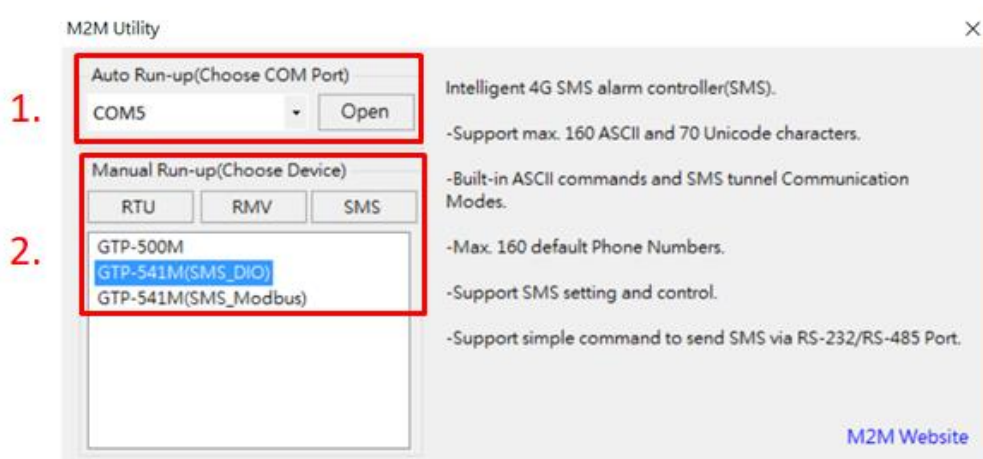 M2M Utility
1.
Auto Run-up(Choose COM Port)
COM5
Open
2.
Manual Run-up(Choose Device)
RTU
RMV
SMS
GTP-500M
GTP-541M(SMS_DIO)
GTP-541M(SMS_Modbus)
Intelligent 4G SMS alarm controller(SMS).
-Support max. 160 ASCII and 70 Unicode characters.
-Built-in ASCII commands and SMS tunnel Communication
Modes.
-Max. 160 default Phone Numbers.
-Support SMS setting and control.
-Support simple command to send SMS via RS-232/RS-485 Port.
M2M Website